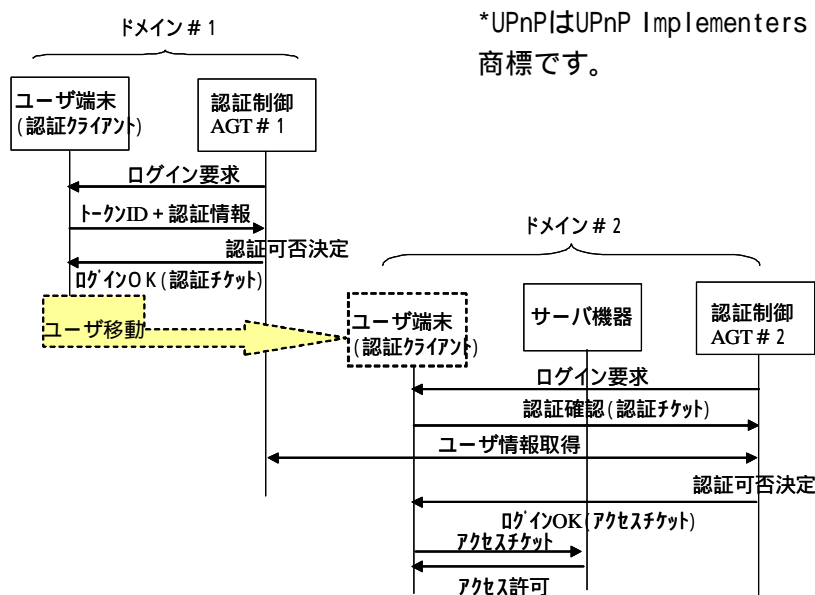 *UPnPはUPnP Implementers
商標です。
ドメイン＃1
ユーザ端末
(認証ｸﾗｲｱﾝﾄ)
認証制御
AGT＃1
ログイン要求
ﾄｰｸﾝID＋認証情報
認証可否決定
ﾛｸﾞｲﾝＯＫ(認証ﾁｹｯﾄ)
ユーザ移動
ドメイン＃2
ユーザ端末
(認証ｸﾗｲｱﾝﾄ)
サーバ機器
認証制御
AGT＃2
ログイン要求
認証確認(認証ﾁｹｯﾄ)
ユーザ情報取得
認証可否決定
ﾛｸﾞｲﾝOK(ｱｸｾｽﾁｹｯﾄ)
ｱｸｾｽﾁｹｯﾄ
ｱｸｾｽ許可